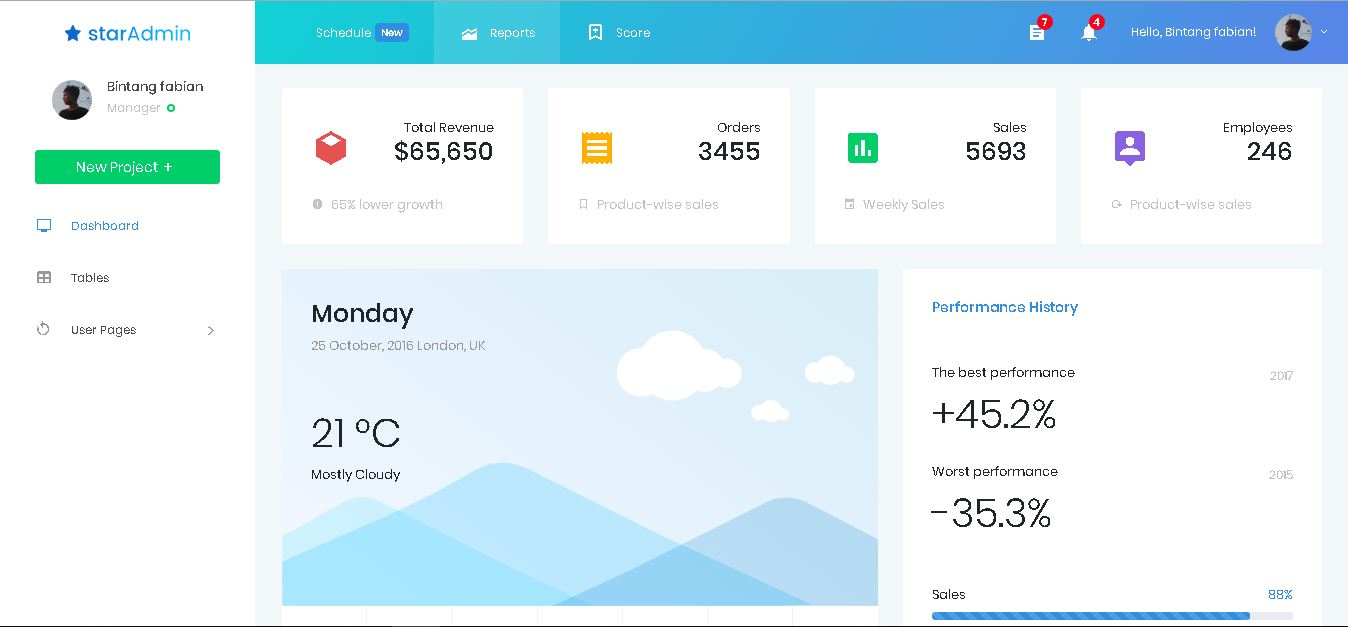 starAdmin
Schedule New
Reports
Score
7
4
Hello, Bintang fabian!
Bintang fabian
Manager
New Project +
Dashboard
Tables
User Pages
Total Revenue
$65,650
65% lower growth
Orders
3455
Product-wise sales
Sales
5693
Weekly Sales
Employees
246
Product-wise sales
Monday
25 October, 2016 London, UK
21 °C
Mostly Cloudy
Performance History
The best performance 2017
+45.2%
Worst performance 2015
-35.3%
Sales 88%